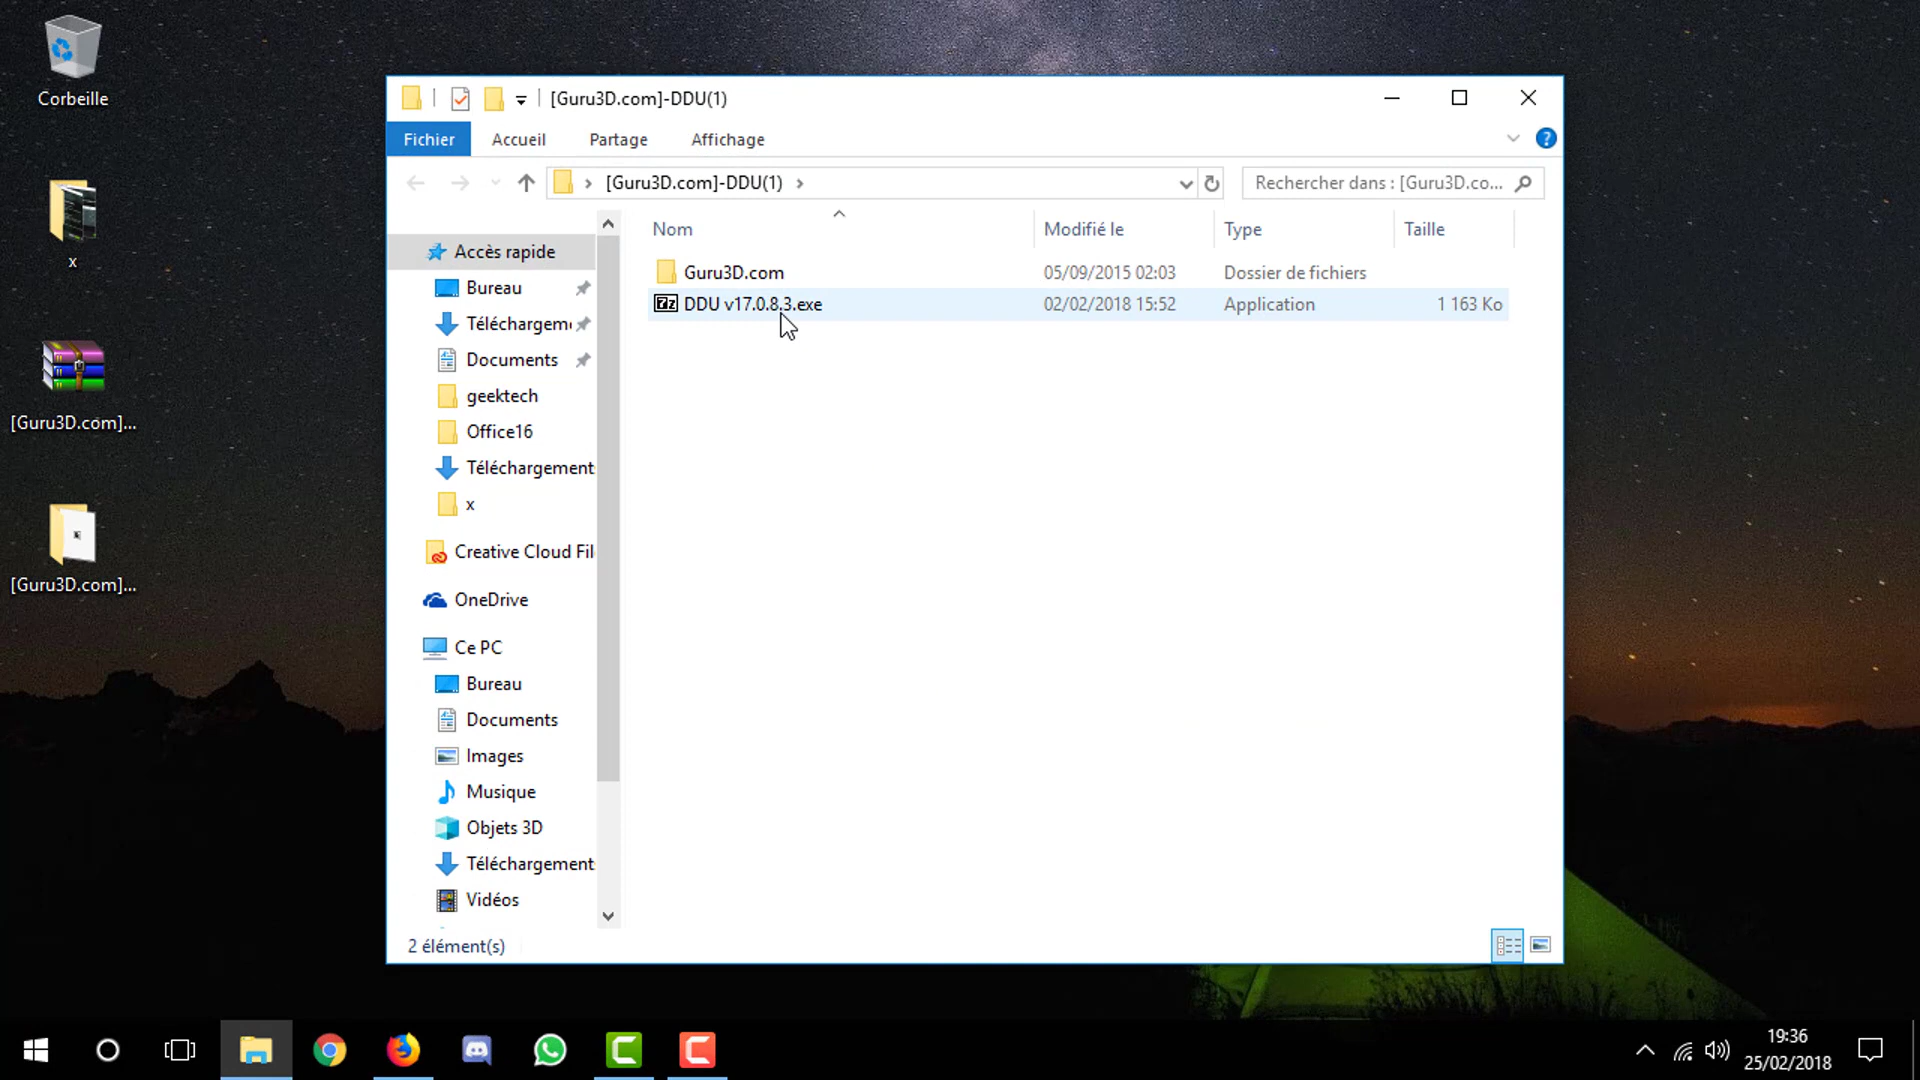 Corbeille
x
[Guru3D.com]...
[Guru3D.com]...
[Guru3D.com]-DDU(1)
Fichier Accueil Partage Affichage
[Guru3D.com]-DDU(1)
Rechercher dans : [Guru3D.co...
Nom Modifié le Type Taille
Guru3D.com 05/09/2015 02:03 Dossier de fichiers
DDU v17.0.8.3.exe 02/02/2018 15:52 Application 1 163 Ko
Accès rapide
Bureau
Téléchargem
Documents
geektech
Office16
Téléchargement
x
Creative Cloud Fil
OneDrive
Ce PC
Bureau
Documents
Images
Musique
Objets 3D
Téléchargement
Vidéos
2 élément(s)
19:36
25/02/2018